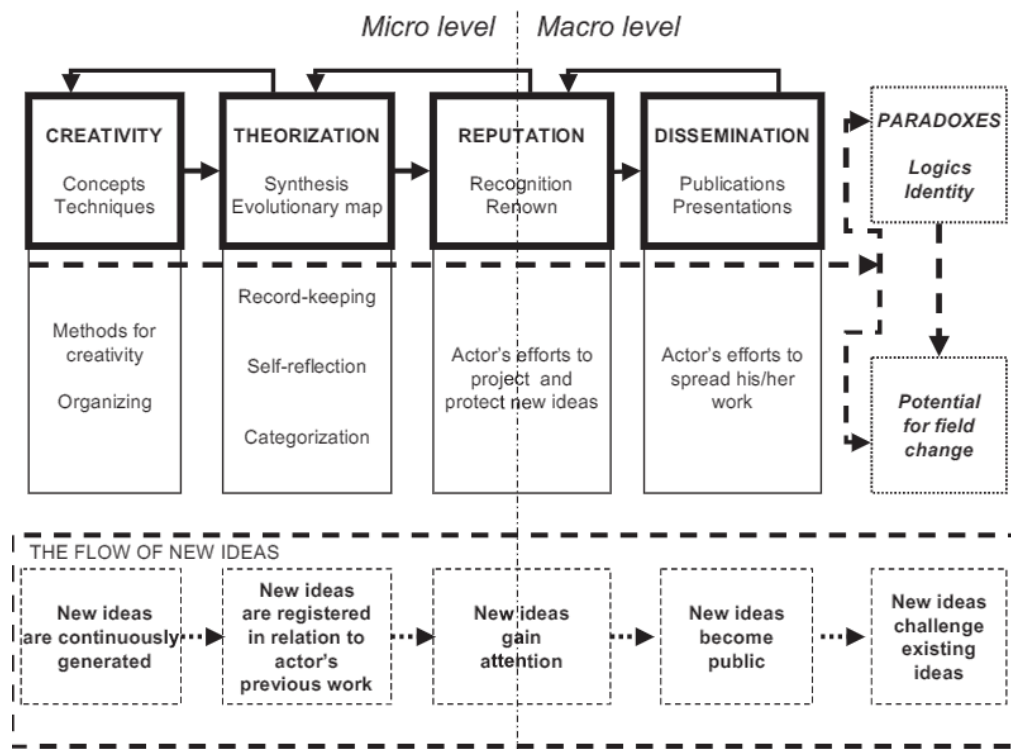 Micro level
Macro level
CREATIVITY
Concepts
Techniques
THEORIZATION
Synthesis
Evolutionary map
REPUTATION
Recognition
Renown
DISSEMINATION
Publications
Presentations
PARADOXES
Logics
Identity
Methods for
creativity
Organizing
Record-keeping
Self-reflection
Categorization
Actor's efforts to
project and
protect new ideas
Actor's efforts to
spread his/her
work
Potential
for field
change
THE FLOW OF NEW IDEAS
New ideas
are continuously
generated
New ideas
are registered
in relation to
actor's
previous work
New ideas
gain
attention
New ideas
become
public
New ideas
challenge
existing
ideas